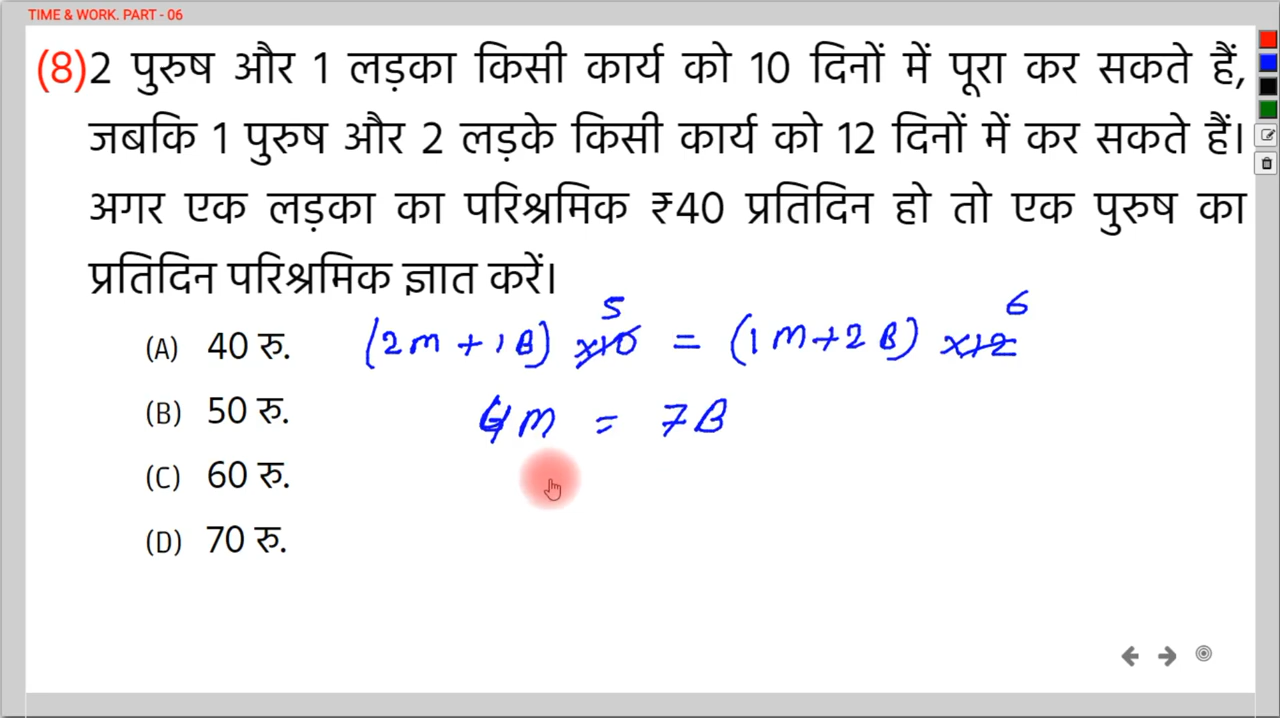 TIME & WORK. PART - 06
(8) 2 पुरुष और 1 लड़का किसी कार्य को 10 दिनों में पूरा कर सकते हैं,
जबकि 1 पुरुष और 2 लड़के किसी कार्य को 12 दिनों में कर सकते हैं।
अगर एक लड़का का परिश्रमिक ₹40 प्रतिदिन हो तो एक पुरुष का
प्रतिदिन परिश्रमिक ज्ञात करें।
(A) 40 रु.
(B) 50 रु.
(C) 60 रु.
(D) 70 रु.
5 6
(2M + 1B) ×10 = (1M+2B) ×12
4M = 7B